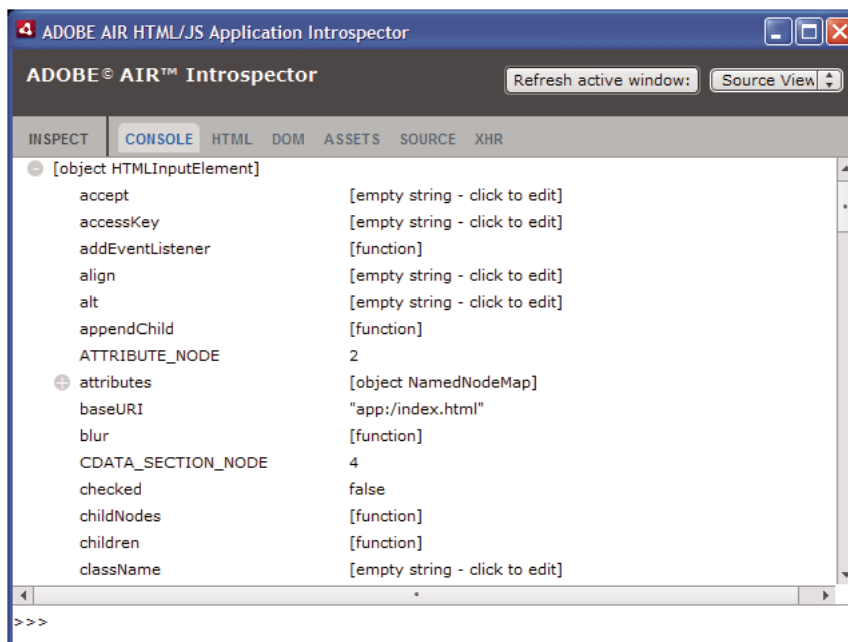 ADOBE AIR HTML/JS Application Introspector
ADOBE© AIR™ Introspector
Refresh active window: Source View
INSPECT CONSOLE HTML DOM ASSETS SOURCE XHR
[object HTMLInputElement]
accept [empty string - click to edit]
accessKey [empty string - click to edit]
addEventListener [function]
align [empty string - click to edit]
alt [empty string - click to edit]
appendChild [function]
ATTRIBUTE_NODE 2
attributes [object NamedNodeMap]
baseURI "app:/index.html"
blur [function]
CDATA_SECTION_NODE 4
checked false
childNodes [function]
children [function]
className [empty string - click to edit]
>>>